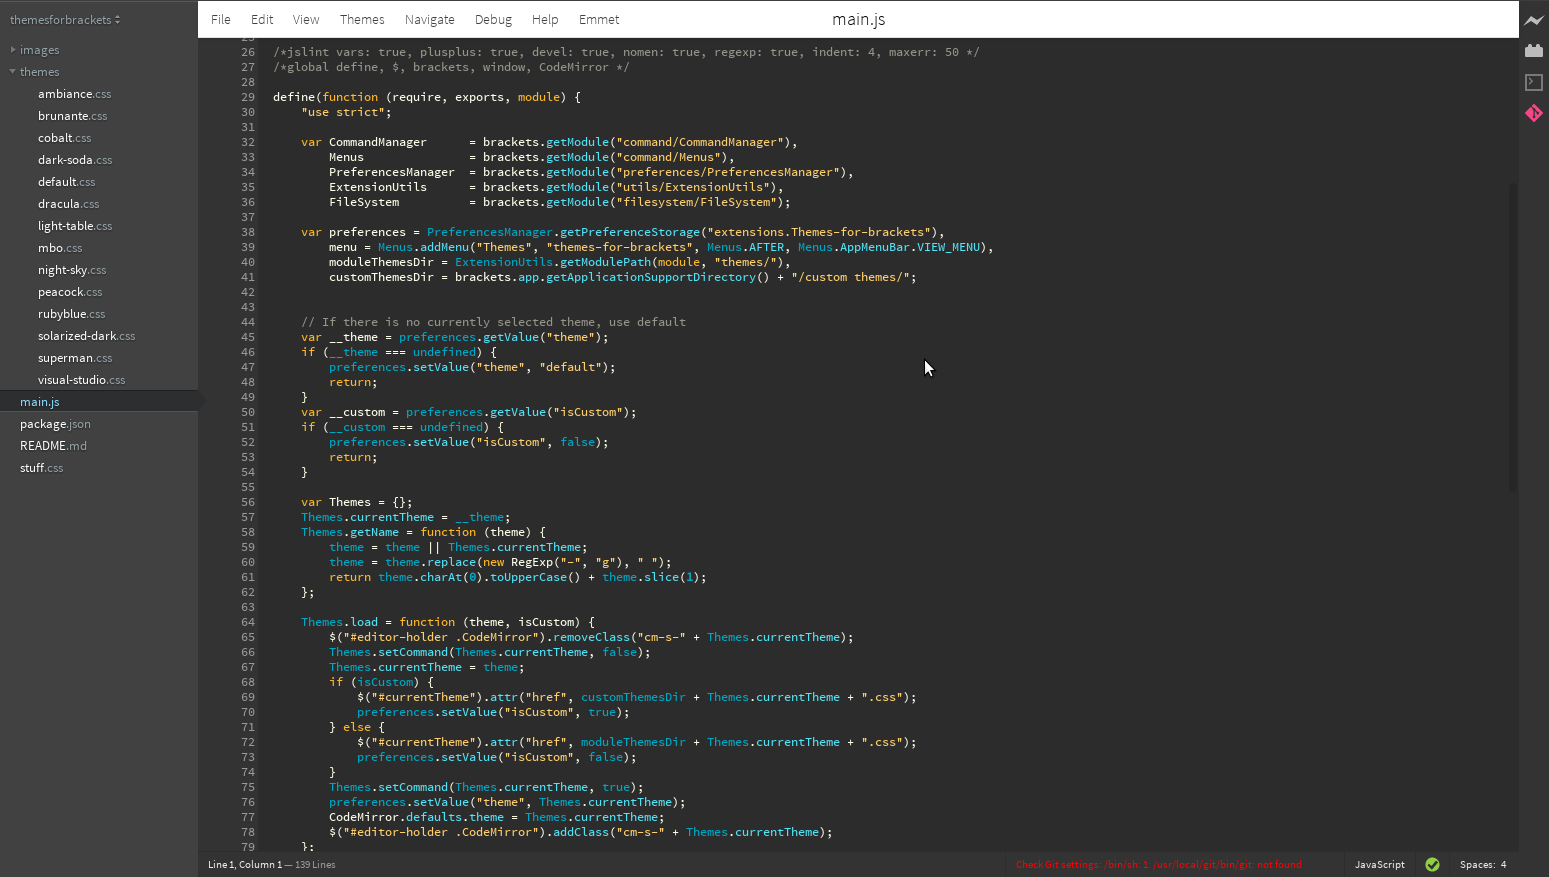 themesforbrackets
File Edit View Themes Navigate Debug Help Emmet
main.js
images
themes
ambiance.css
brunante.css
cobalt.css
dark-soda.css
default.css
dracula.css
light-table.css
mbo.css
night-sky.css
peacock.css
rubyblue.css
solarized-dark.css
superman.css
visual-studio.css
main.js
package.json
README.md
stuff.css
25
26 /*jslint vars: true, plusplus: true, devel: true, nomen: true, regexp: true, indent: 4, maxerr: 50 */
27 /*global define, $, brackets, window, CodeMirror */
28
29 define(function (require, exports, module) {
30     "use strict";
31
32     var CommandManager      = brackets.getModule("command/CommandManager"),
33         Menus               = brackets.getModule("command/Menus"),
34         PreferencesManager  = brackets.getModule("preferences/PreferencesManager"),
35         ExtensionUtils      = brackets.getModule("utils/ExtensionUtils"),
36         FileSystem          = brackets.getModule("filesystem/FileSystem");
37
38     var preferences = PreferencesManager.getPreferenceStorage("extensions.Themes-for-brackets"),
39         menu = Menus.addMenu("Themes", "themes-for-brackets", Menus.AFTER, Menus.AppMenuBar.VIEW_MENU),
40         moduleThemesDir = ExtensionUtils.getModulePath(module, "themes/"),
41         customThemesDir = brackets.app.getApplicationSupportDirectory() + "/custom themes/";
42
43
44     // If there is no currently selected theme, use default
45     var __theme = preferences.getValue("theme");
46     if (__theme === undefined) {
47         preferences.setValue("theme", "default");
48         return;
49     }
50     var __custom = preferences.getValue("isCustom");
51     if (__custom === undefined) {
52         preferences.setValue("isCustom", false);
53         return;
54     }
55
56     var Themes = {};
57     Themes.currentTheme = __theme;
58     Themes.getName = function (theme) {
59         theme = theme || Themes.currentTheme;
60         theme = theme.replace(new RegExp("-", "g"), " ");
61         return theme.charAt(0).toUpperCase() + theme.slice(1);
62     };
63
64     Themes.load = function (theme, isCustom) {
65         $("#editor-holder .CodeMirror").removeClass("cm-s-" + Themes.currentTheme);
66         Themes.setCommand(Themes.currentTheme, false);
67         Themes.currentTheme = theme;
68         if (isCustom) {
69             $("#currentTheme").attr("href", customThemesDir + Themes.currentTheme + ".css");
70             preferences.setValue("isCustom", true);
71         } else {
72             $("#currentTheme").attr("href", moduleThemesDir + Themes.currentTheme + ".css");
73             preferences.setValue("isCustom", false);
74         }
75         Themes.setCommand(Themes.currentTheme, true);
76         preferences.setValue("theme", Themes.currentTheme);
77         CodeMirror.defaults.theme = Themes.currentTheme;
78         $("#editor-holder .CodeMirror").addClass("cm-s-" + Themes.currentTheme);
79     };
Line 1, Column 1 — 139 Lines
Check Git settings: /bin/sh: 1: /usr/local/git/bin/git: not found
JavaScript
Spaces: 4